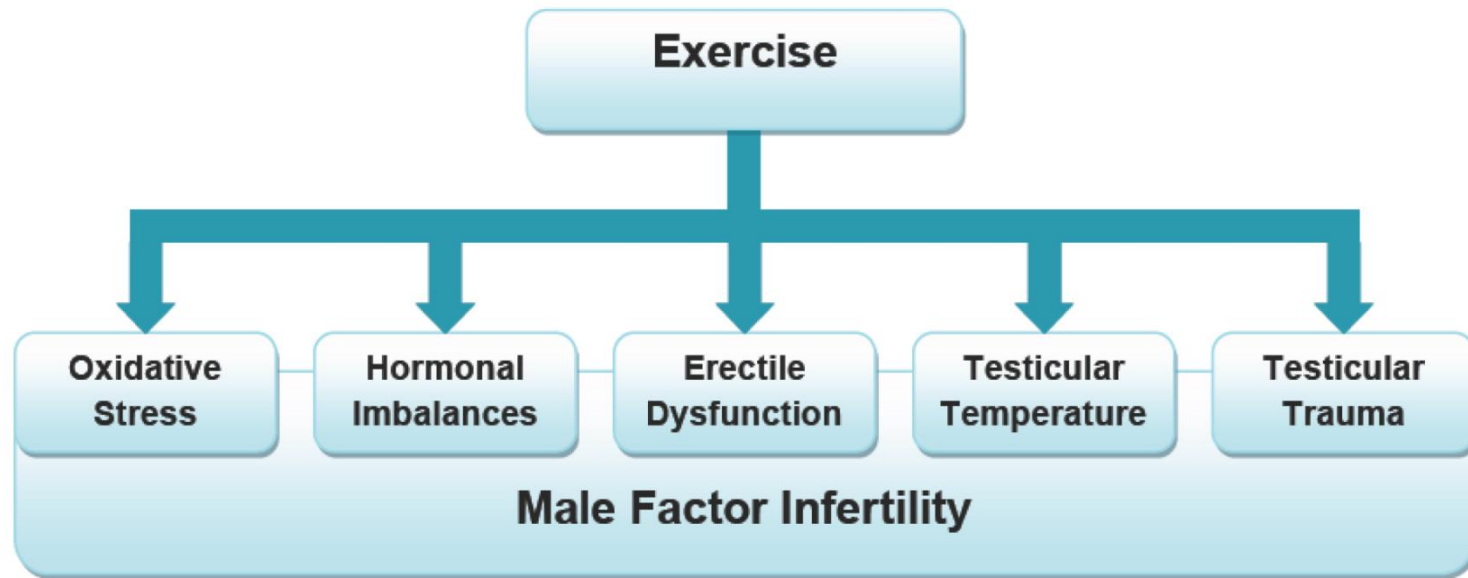 Exercise
Oxidative
Stress
Hormonal
Imbalances
Erectile
Dysfunction
Testicular
Temperature
Testicular
Trauma
Male Factor Infertility